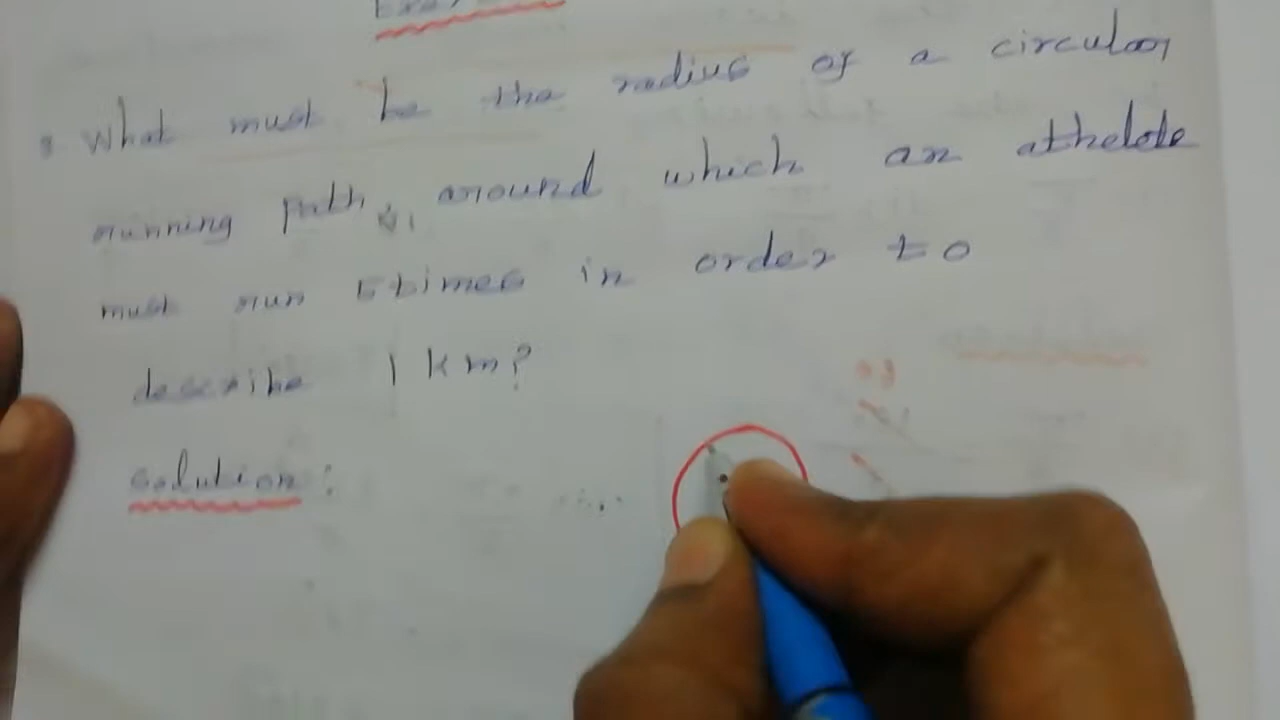 What must be the radius of a circular
running path, around which an athelete
must run 5 times in order to
describe 1 km?
Solution: